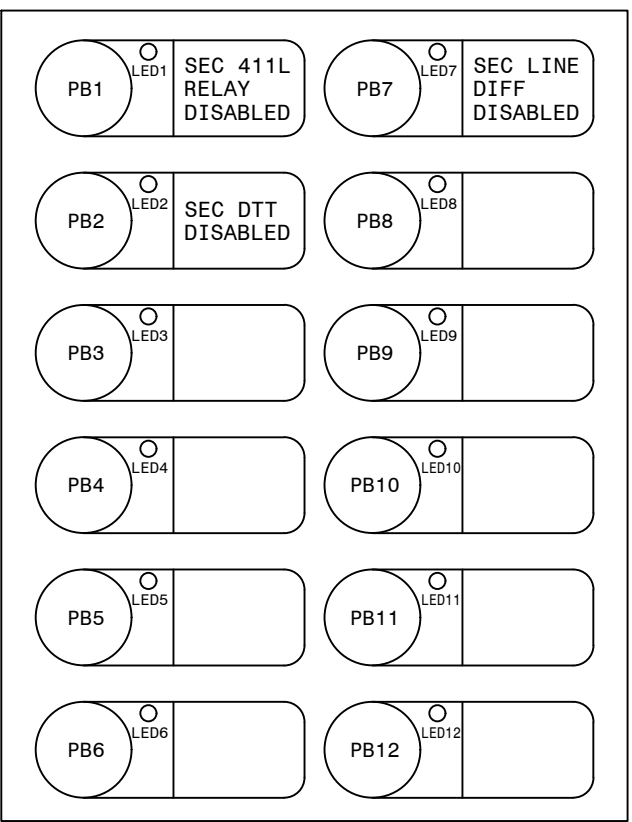 PB1
LED1
SEC 411L
RELAY
DISABLED
PB7
LED7
SEC LINE
DIFF
DISABLED
PB2
LED2
SEC DTT
DISABLED
PB8
LED8
PB3
LED3
PB9
LED9
PB4
LED4
PB10
LED10
PB5
LED5
PB11
LED11
PB6
LED6
PB12
LED12